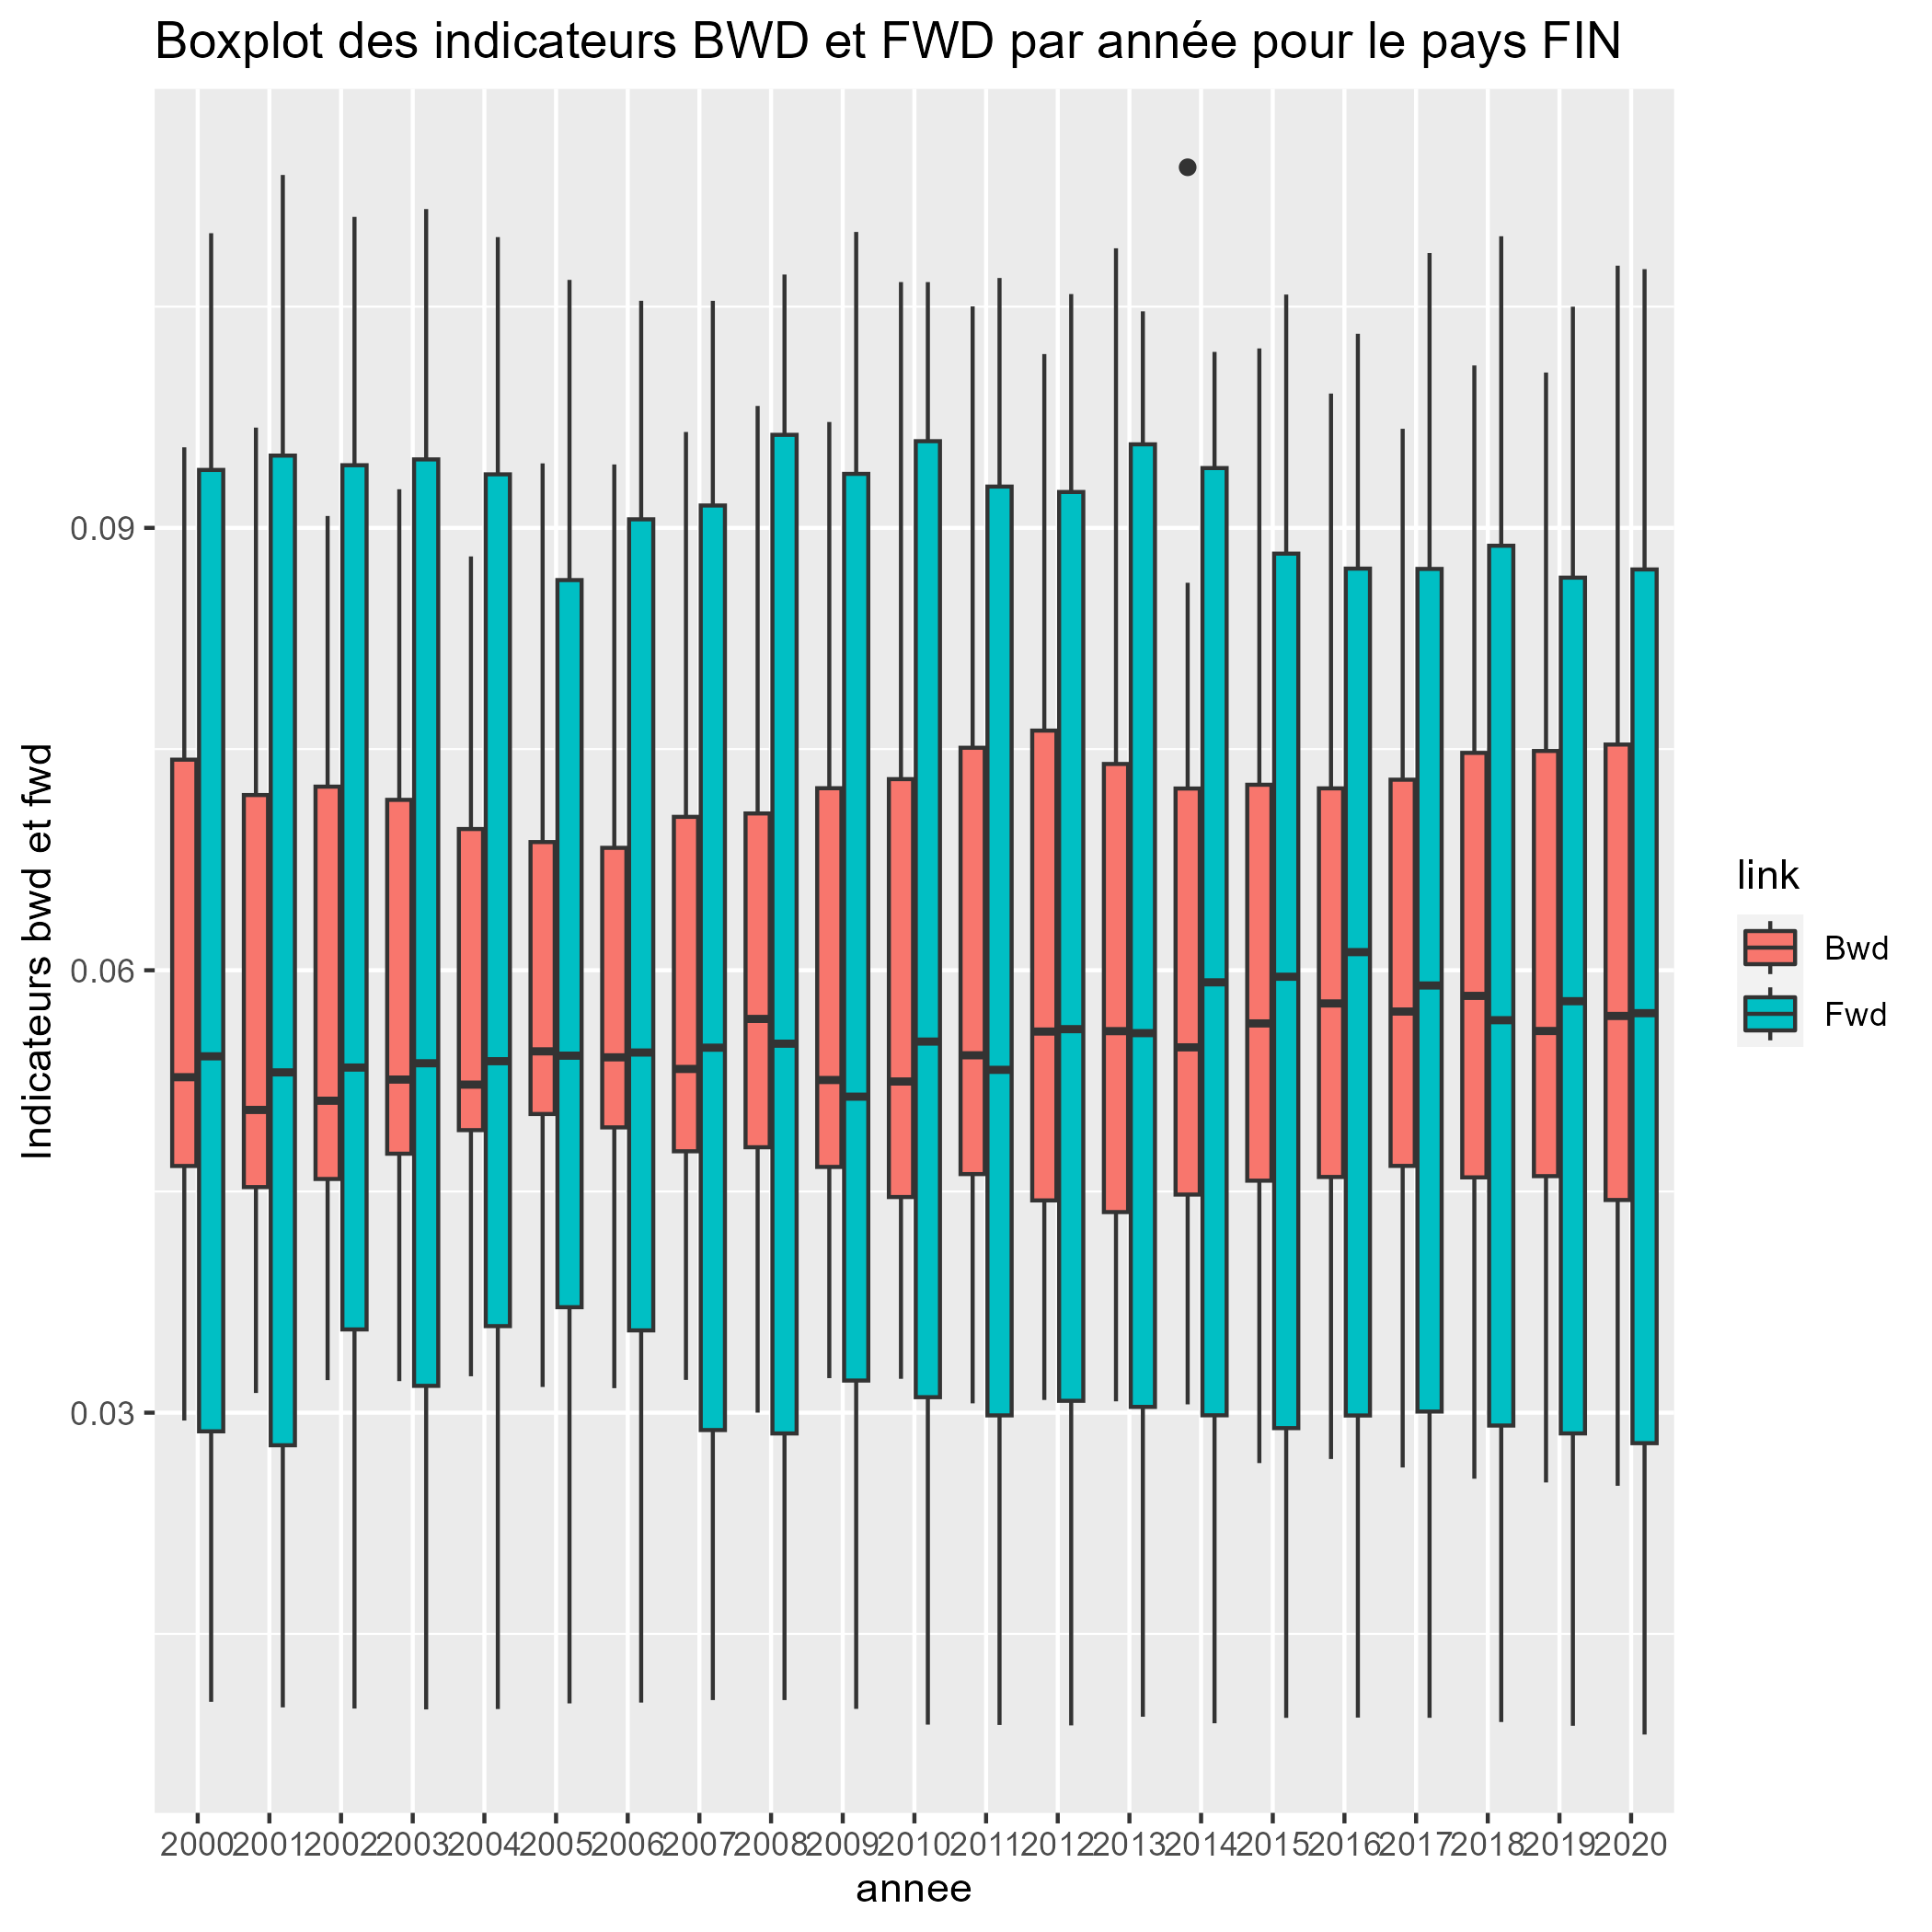 Boxplot des indicateurs BWD et FWD par année pour le pays FIN
Indicateurs bwd et fwd
0.09
0.06
0.03
2000 2001 2002 2003 2004 2005 2006 2007 2008 2009 2010 2011 2012 2013 2014 2015 2016 2017 2018 2019 2020
annee
link
Bwd
Fwd